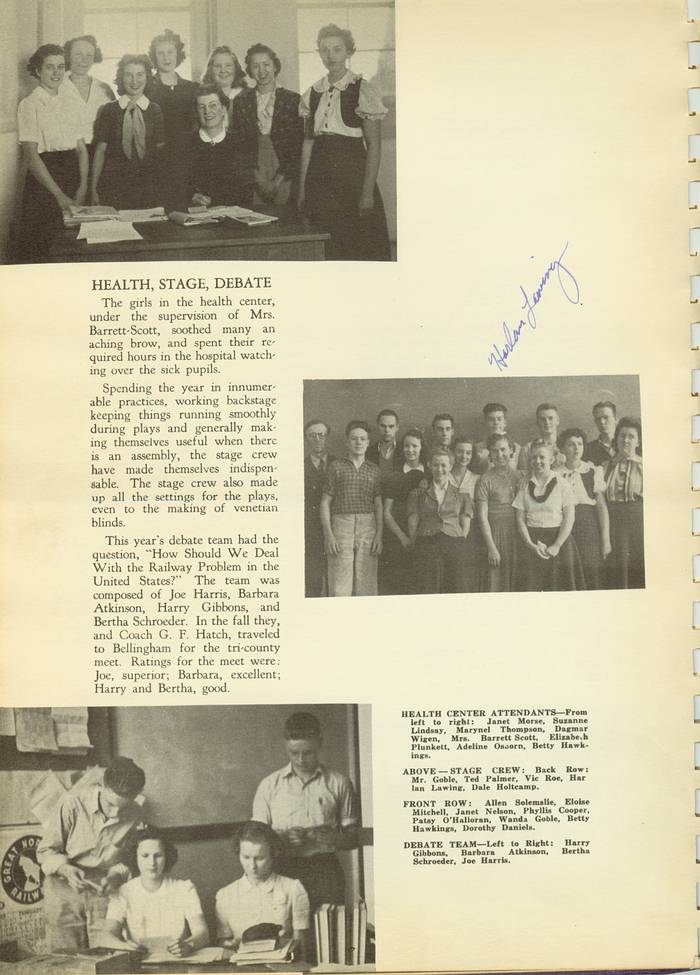 HEALTH, STAGE, DEBATE
The girls in the health center,
under the supervision of Mrs.
Barrett-Scott, soothed many an
aching brow, and spent their re-
quired hours in the hospital watch-
ing over the sick pupils.
Spending the year in innumer-
able practices, working backstage
keeping things running smoothly
during plays and generally mak-
ing themselves useful when there
is an assembly, the stage crew
have made themselves indispen-
sable. The stage crew also made
up all the settings for the plays,
even to the making of venetian
blinds.
This year's debate team had the
question, "How Should We Deal
With the Railway Problem in the
United States?" The team was
composed of Joe Harris, Barbara
Atkinson, Harry Gibbons, and
Bertha Schroeder. In the fall they,
and Coach G. F. Hatch, traveled
to Bellingham for the tri-county
meet. Ratings for the meet were:
Joe, superior; Barbara, excellent;
Harry and Bertha, good.
Harlan Lawing
HEALTH CENTER ATTENDANTS—From
left to right: Janet Morse, Suzanne
Lindsay, Marynel Thompson, Dagmar
Wigen, Mrs. Barrett Scott, Elizabeth
Plunkett, Adeline Osborn, Betty Hawk-
ings.
ABOVE — STAGE CREW: Back Row:
Mr. Goble, Ted Palmer, Vic Roe, Har
lan Lawing, Dale Holtcamp.
FRONT ROW: Allen Solemslie, Eloise
Mitchell, Janet Nelson, Phyllis Cooper,
Patsy O'Halloran, Wanda Goble, Betty
Hawkings, Dorothy Daniels.
DEBATE TEAM—Left to Right: Harry
Gibbons, Barbara Atkinson, Bertha
Schroeder, Joe Harris.
GREAT NO
RAILW